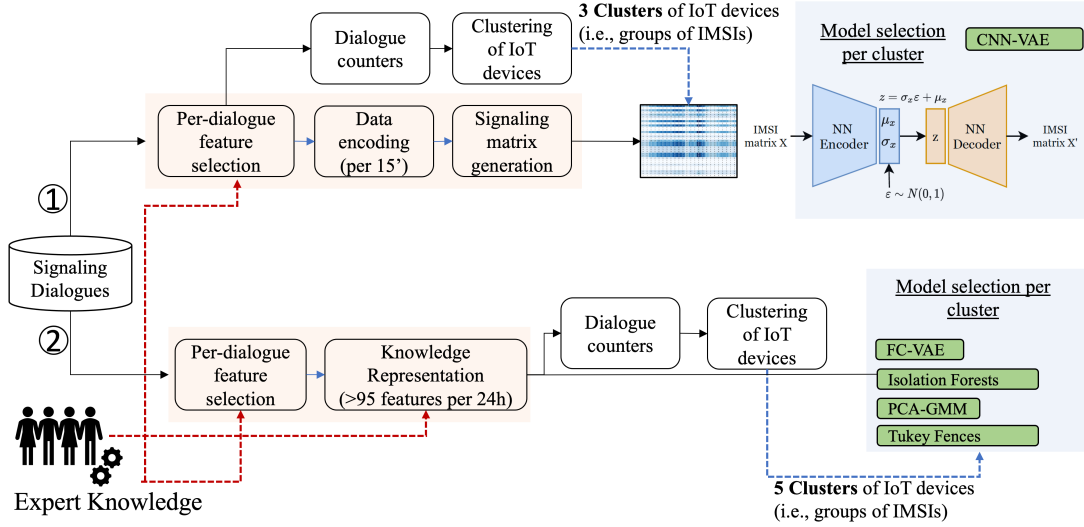 3 Clusters of IoT devices
(i.e., groups of IMSIs)
Dialogue
counters
Clustering
of IoT
devices
Model selection
per cluster
CNN-VAE
Per-dialogue
feature
selection
Data
encoding
(per 15’)
Signaling
matrix
generation
IMSI
matrix X
NN
Encoder
z = σₓε + μₓ
μₓ
σₓ
z
NN
Decoder
IMSI
matrix X'
ε ∼ N(0, 1)
1
Signaling
Dialogues
2
Per-dialogue
feature
selection
Knowledge
Representation
(>95 features per 24h)
Dialogue
counters
Clustering
of IoT
devices
Model selection per
cluster
FC-VAE
Isolation Forests
PCA-GMM
Tukey Fences
Expert Knowledge
5 Clusters of IoT devices
(i.e., groups of IMSIs)